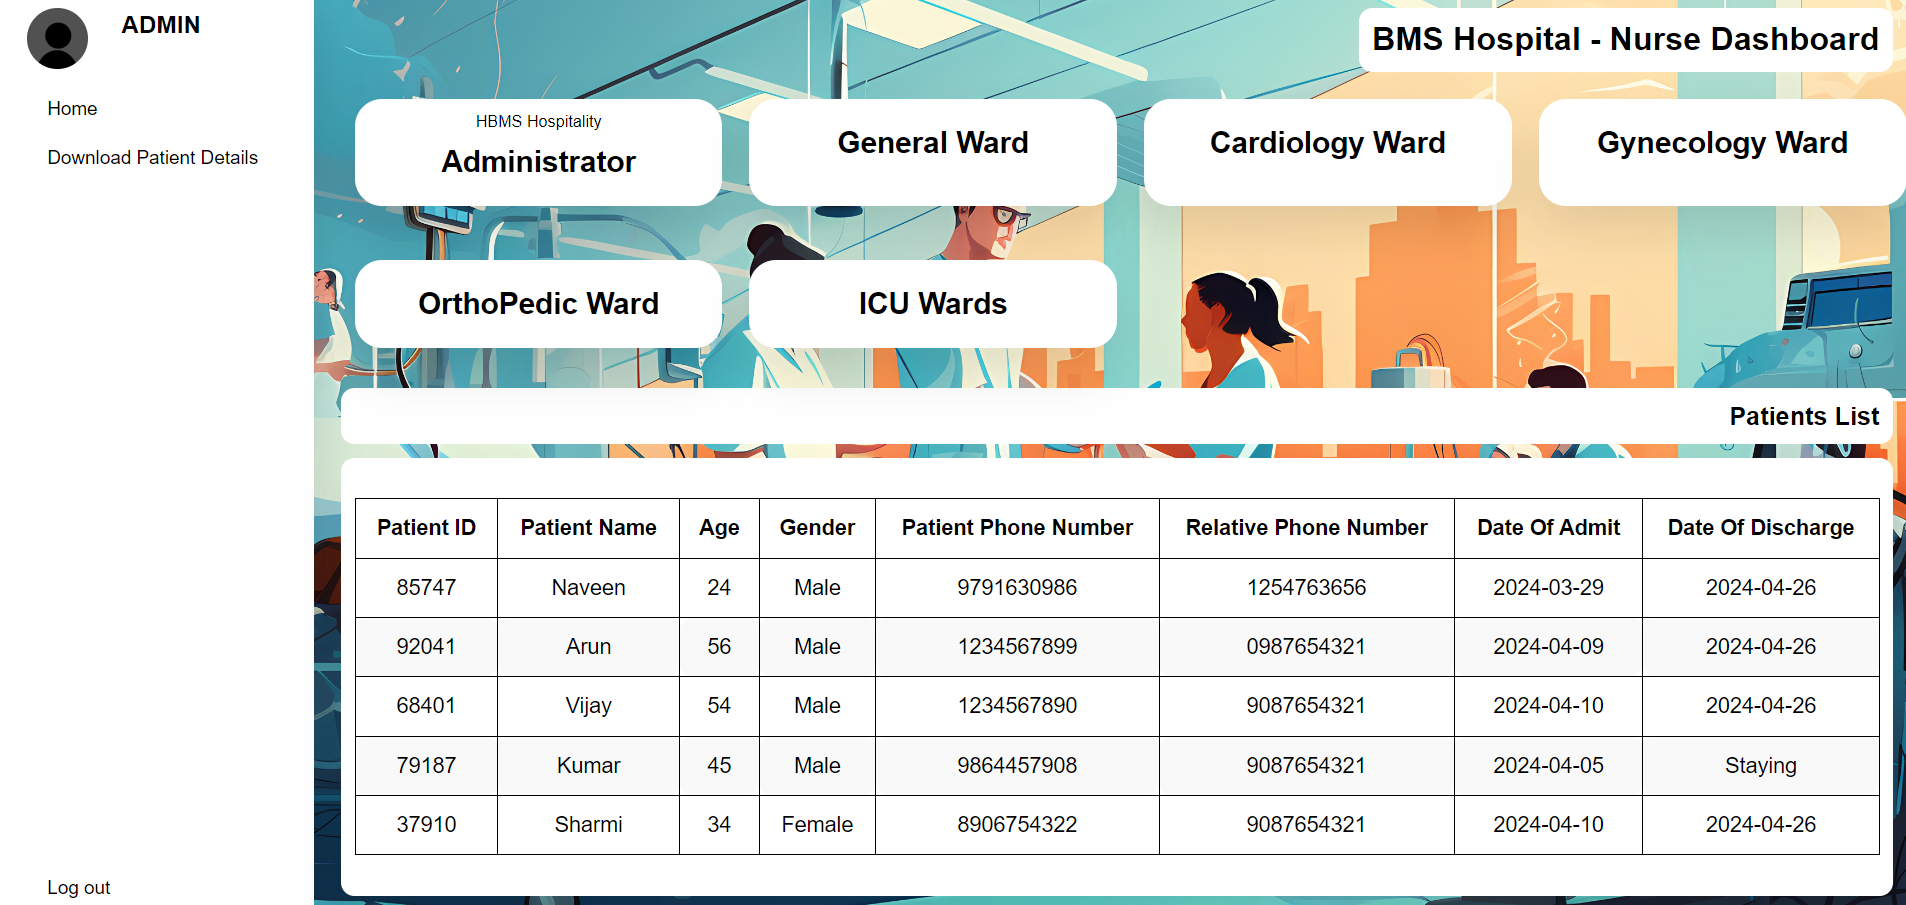 ADMIN
Home
Download Patient Details
Log out
BMS Hospital - Nurse Dashboard
HBMS Hospitality
Administrator
General Ward
Cardiology Ward
Gynecology Ward
OrthoPedic Ward
ICU Wards
Patients List
Patient ID Patient Name Age Gender Patient Phone Number Relative Phone Number Date Of Admit Date Of Discharge
85747 Naveen 24 Male 9791630986 1254763656 2024-03-29 2024-04-26
92041 Arun 56 Male 1234567899 0987654321 2024-04-09 2024-04-26
68401 Vijay 54 Male 1234567890 9087654321 2024-04-10 2024-04-26
79187 Kumar 45 Male 9864457908 9087654321 2024-04-05 Staying
37910 Sharmi 34 Female 8906754322 9087654321 2024-04-10 2024-04-26